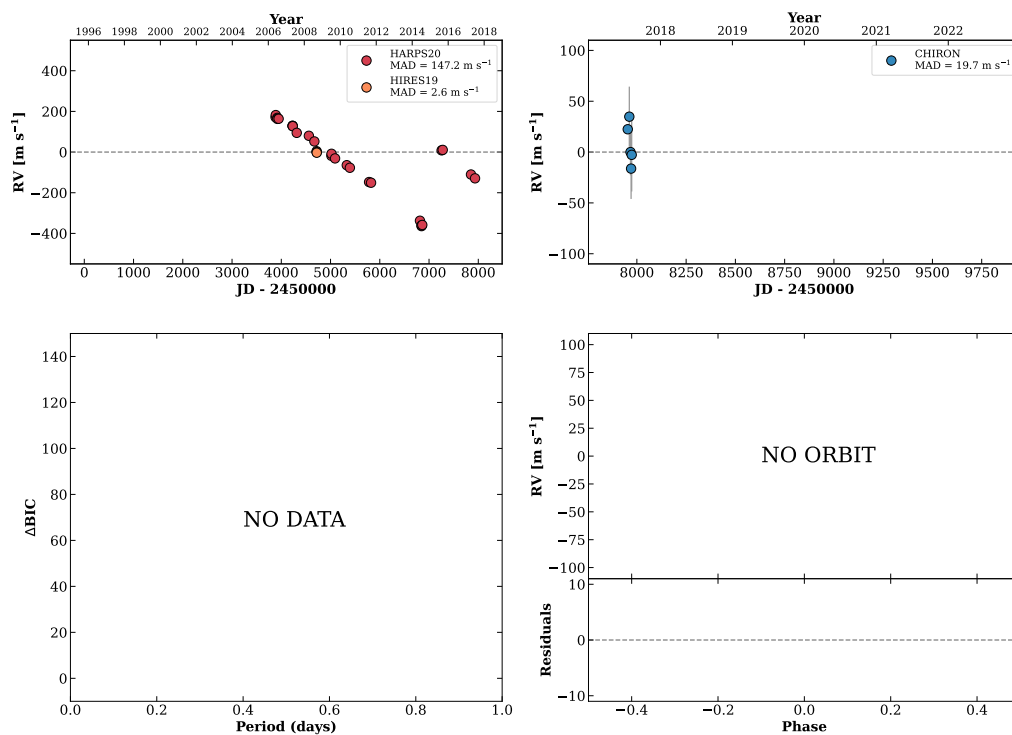 Year
1996 1998 2000 2002 2004 2006 2008 2010 2012 2014 2016 2018
HARPS20
MAD = 147.2 m s⁻¹
HIRES19
MAD = 2.6 m s⁻¹
RV [m s⁻¹]
400
200
0
−200
−400
0 1000 2000 3000 4000 5000 6000 7000 8000
JD - 2450000
Year
2018 2019 2020 2021 2022
CHIRON
MAD = 19.7 m s⁻¹
RV [m s⁻¹]
100
50
0
−50
−100
8000 8250 8500 8750 9000 9250 9500 9750
JD - 2450000
ΔBIC
140
120
100
80
60
40
20
0
NO DATA
0.0 0.2 0.4 0.6 0.8 1.0
Period (days)
RV [m s⁻¹]
100
75
50
25
0
−25
−50
−75
−100
NO ORBIT
Residuals
10
0
−10
−0.4 −0.2 0.0 0.2 0.4
Phase